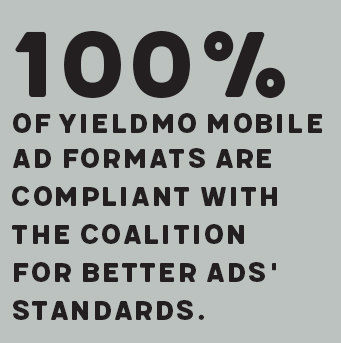 100%
OF YIELDMO MOBILE
AD FORMATS ARE
COMPLIANT WITH
THE COALITION
FOR BETTER ADS'
STANDARDS.